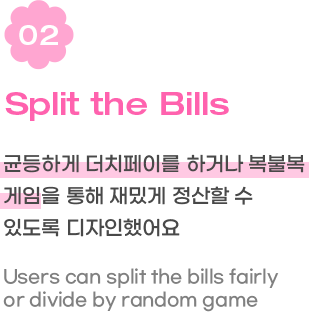 02
Split the Bills
균등하게 더치페이를 하거나 복불복
게임을 통해 재밌게 정산할 수
있도록 디자인했어요
Users can split the bills fairly
or divide by random game